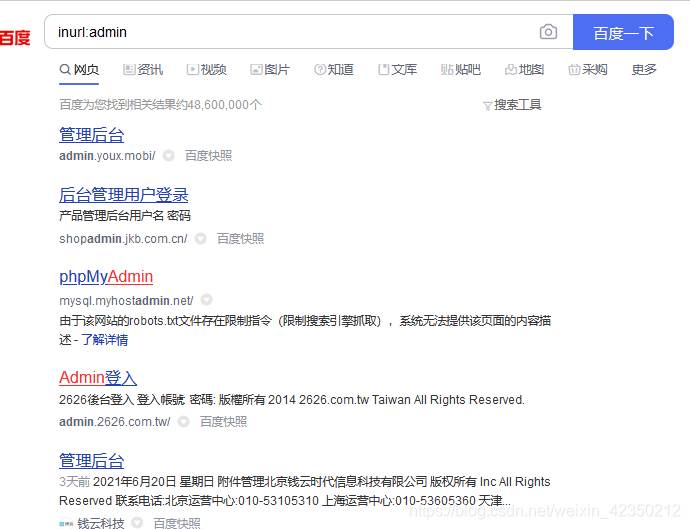 百度
inurl:admin
百度一下
网页 资讯 视频 图片 知道 文库 贴吧 地图 采购 更多
百度为您找到相关结果约48,600,000个 搜索工具
管理后台
admin.youx.mobi/ 百度快照
后台管理用户登录
产品管理后台用户名 密码
shopadmin.jkb.com.cn/ 百度快照
phpMyAdmin
mysql.myhostadmin.net/
由于该网站的robots.txt文件存在限制指令（限制搜索引擎抓取），系统无法提供该页面的内容描
述 - 了解详情
Admin登入
2626後台登入 登入帳號: 密碼: 版權所有 2014 2626.com.tw Taiwan All Rights Reserved.
admin.2626.com.tw/ 百度快照
管理后台
3天前 2021年6月20日 星期日 附件管理北京钱云时代信息科技有限公司 版权所有 Inc All Rights
Reserved 联系电话:北京运营中心:010-53105310 上海运营中心:010-53605360 天津...
钱云科技 百度快照
https://blog.csdn.net/weixin_42350212